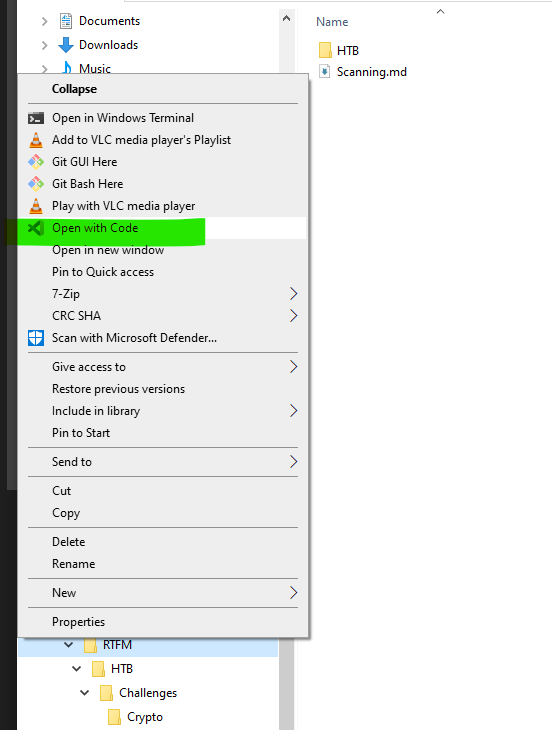 Documents
Downloads
Music
Name
HTB
Scanning.md
Collapse
Open in Windows Terminal
Add to VLC media player's Playlist
Git GUI Here
Git Bash Here
Play with VLC media player
Open with Code
Open in new window
Pin to Quick access
7-Zip
CRC SHA
Scan with Microsoft Defender...
Give access to
Restore previous versions
Include in library
Pin to Start
Send to
Cut
Copy
Delete
Rename
New
Properties
RTFM
HTB
Challenges
Crypto